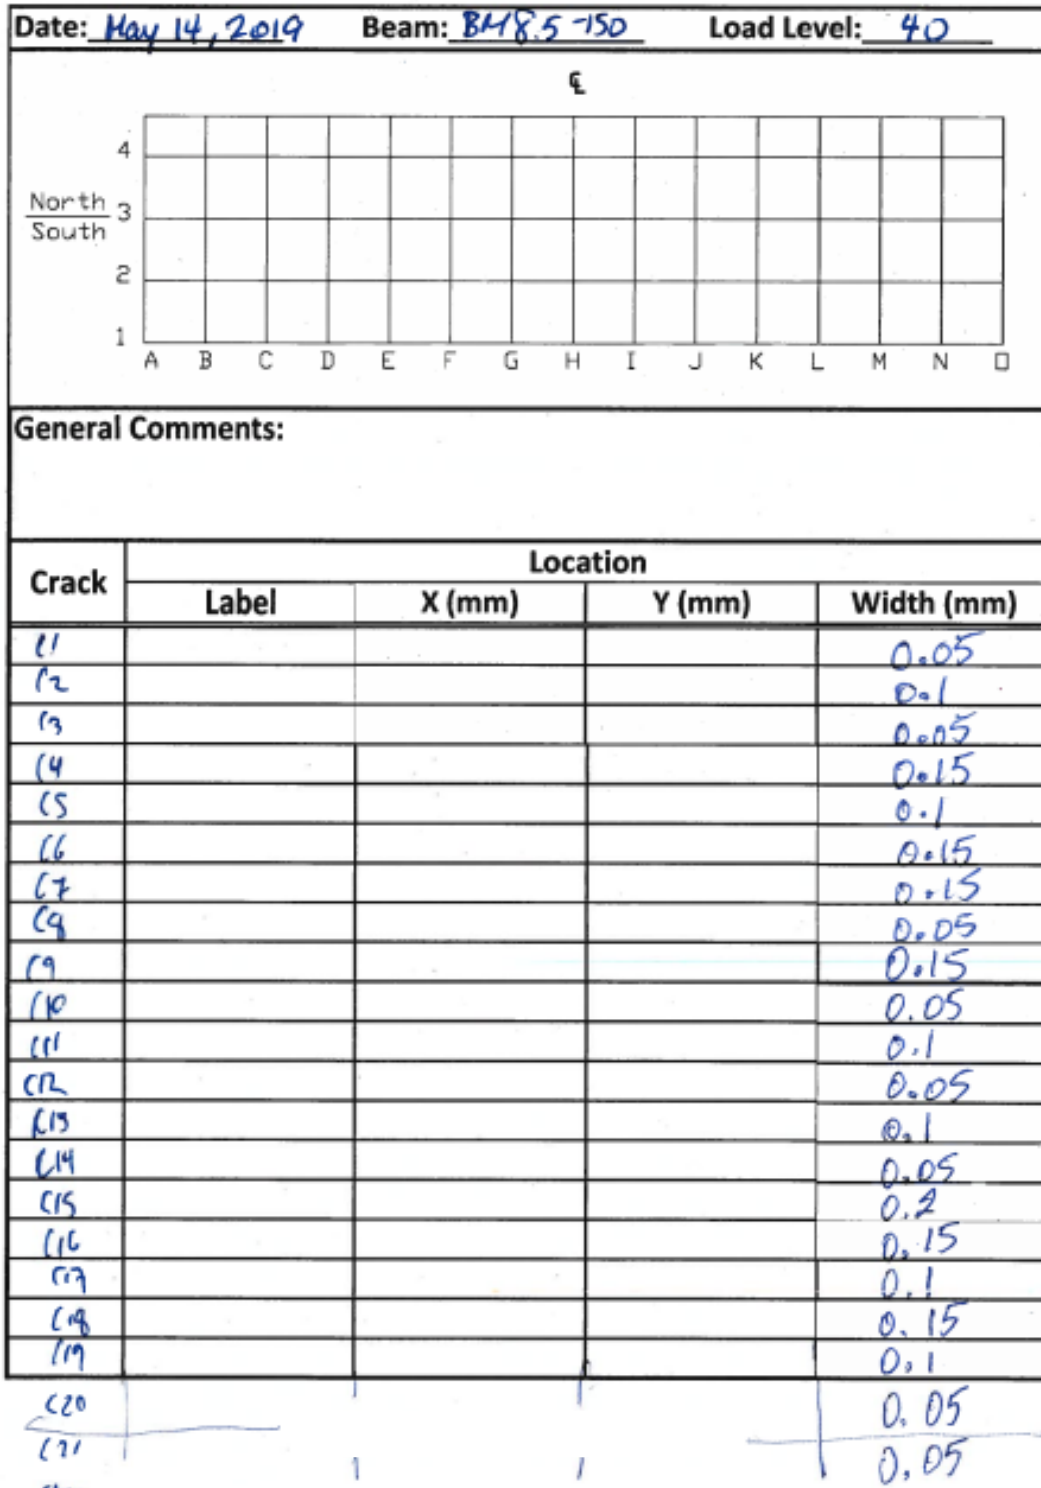 Date: May 14, 2019 Beam: BM8.5-150 Load Level: 40
℄
4
North 3
South
2
1
A B C D E F G H I J K L M N O
General Comments:
Crack Location
Label X (mm) Y (mm) Width (mm)
C1 0.05
C2 0.1
C3 0.05
C4 0.15
C5 0.1
C6 0.15
C7 0.15
C8 0.05
C9 0.15
C10 0.05
C11 0.1
C12 0.05
C13 0.1
C14 0.05
C15 0.2
C16 0.15
C17 0.1
C18 0.15
C19 0.1
C20 0.05
C21 0.05